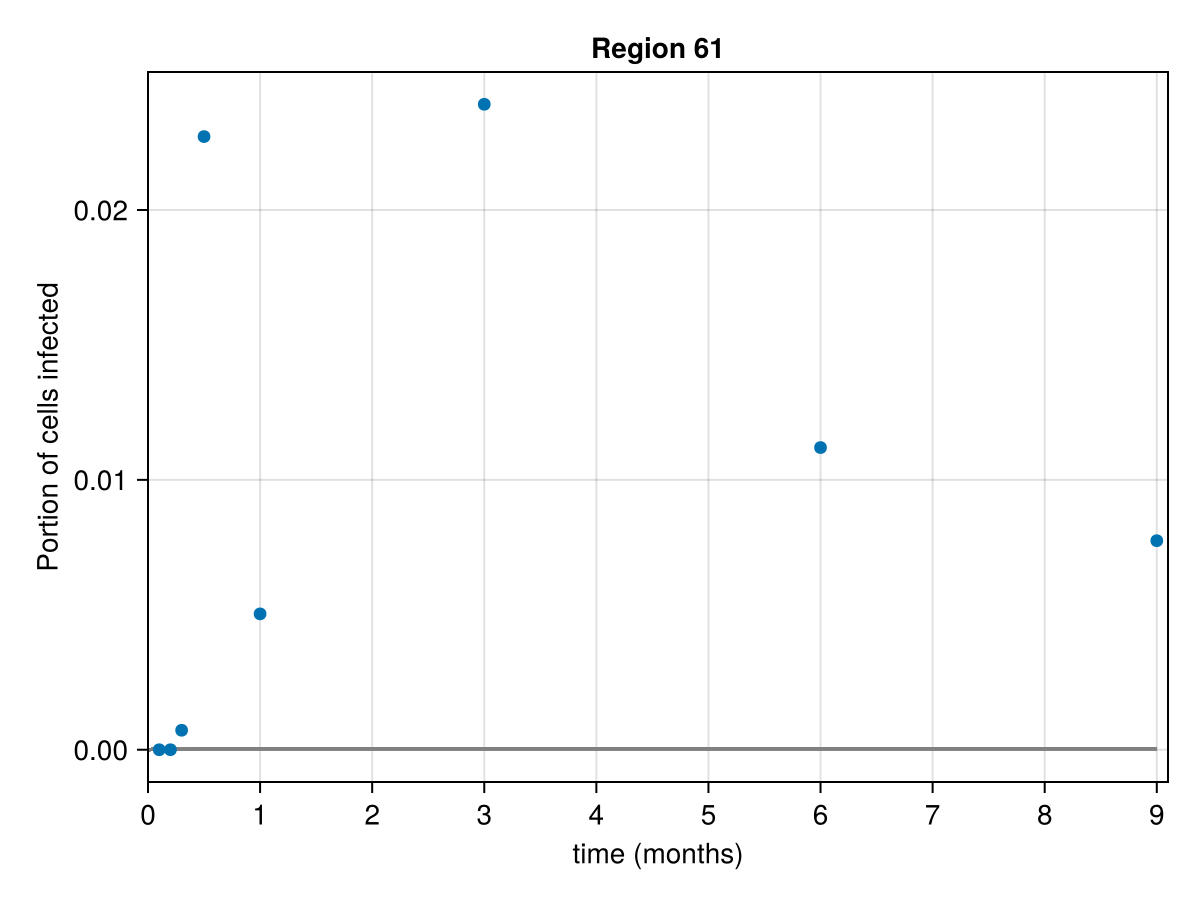 Region 61
Portion of cells infected
0.02
0.01
0.00
0 1 2 3 4 5 6 7 8 9
time (months)